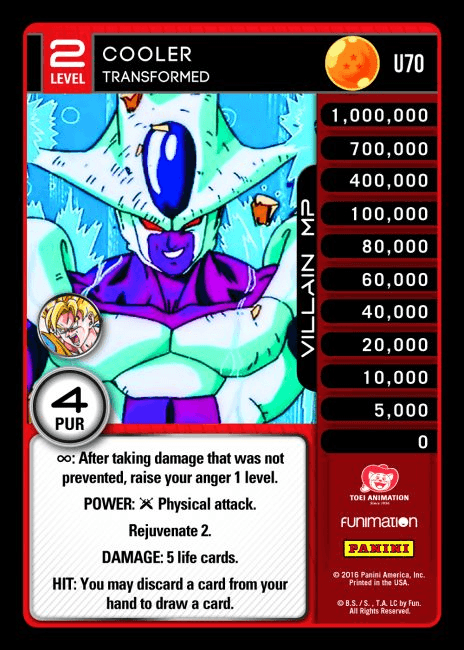 2
LEVEL
COOLER
TRANSFORMED
U70
1,000,000
700,000
400,000
100,000
80,000
60,000
40,000
20,000
10,000
5,000
0
VILLAIN MP
4
PUR
∞: After taking damage that was not
prevented, raise your anger 1 level.
POWER: Physical attack.
Rejuvenate 2.
DAMAGE: 5 life cards.
HIT: You may discard a card from your
hand to draw a card.
TOEI ANIMATION
Since 1956
FUNIMATION
PANINI
© 2016 Panini America, Inc.
Printed in the USA.
© B.S. / S. , T.A. LC by Fun.
All Rights Reserved.